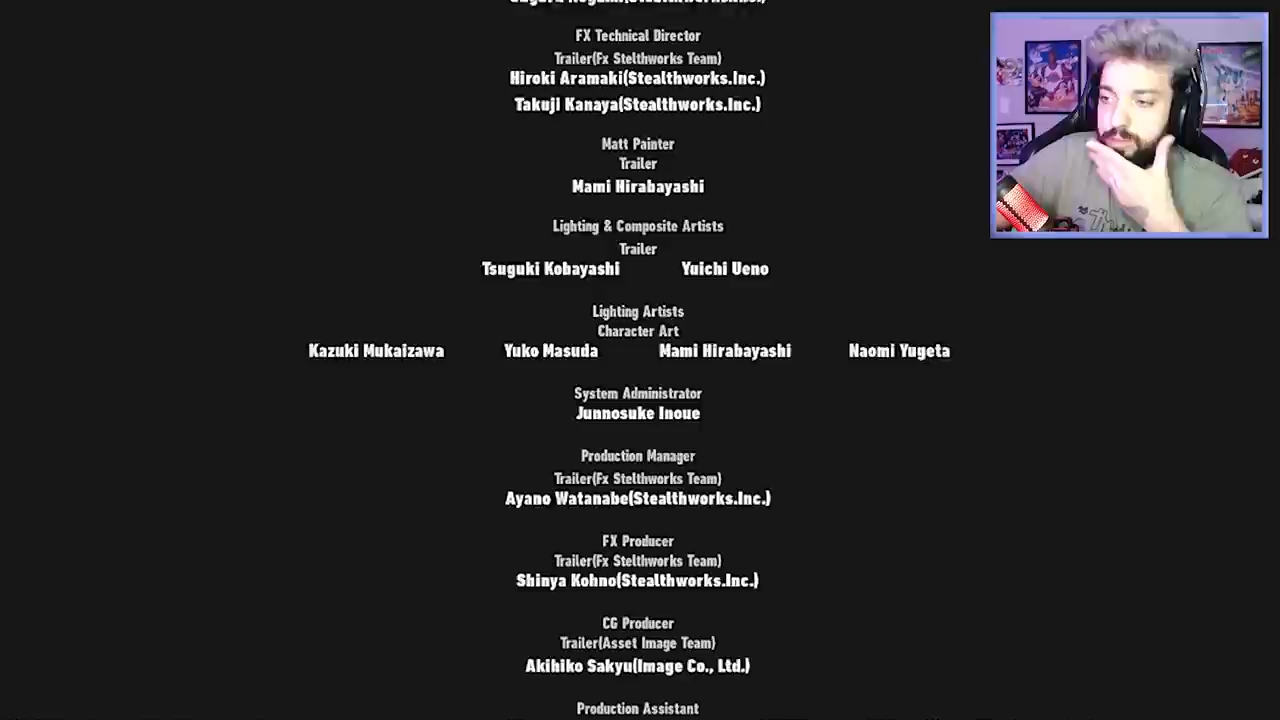 FX Technical Director
Trailer(Fx Stelthworks Team)
Hiroki Aramaki(Stealthworks.Inc.)
Takuji Kanaya(Stealthworks.Inc.)
Matt Painter
Trailer
Mami Hirabayashi
Lighting & Composite Artists
Trailer
Tsuguki Kobayashi Yuichi Ueno
Lighting Artists
Character Art
Kazuki Mukaizawa Yuko Masuda Mami Hirabayashi Naomi Yugeta
System Administrator
Junnosuke Inoue
Production Manager
Trailer(Fx Stelthworks Team)
Ayano Watanabe(Stealthworks.Inc.)
FX Producer
Trailer(Fx Stelthworks Team)
Shinya Kohno(Stealthworks.Inc.)
CG Producer
Trailer(Asset Image Team)
Akihiko Sakyu(Image Co., Ltd.)
Production Assistant